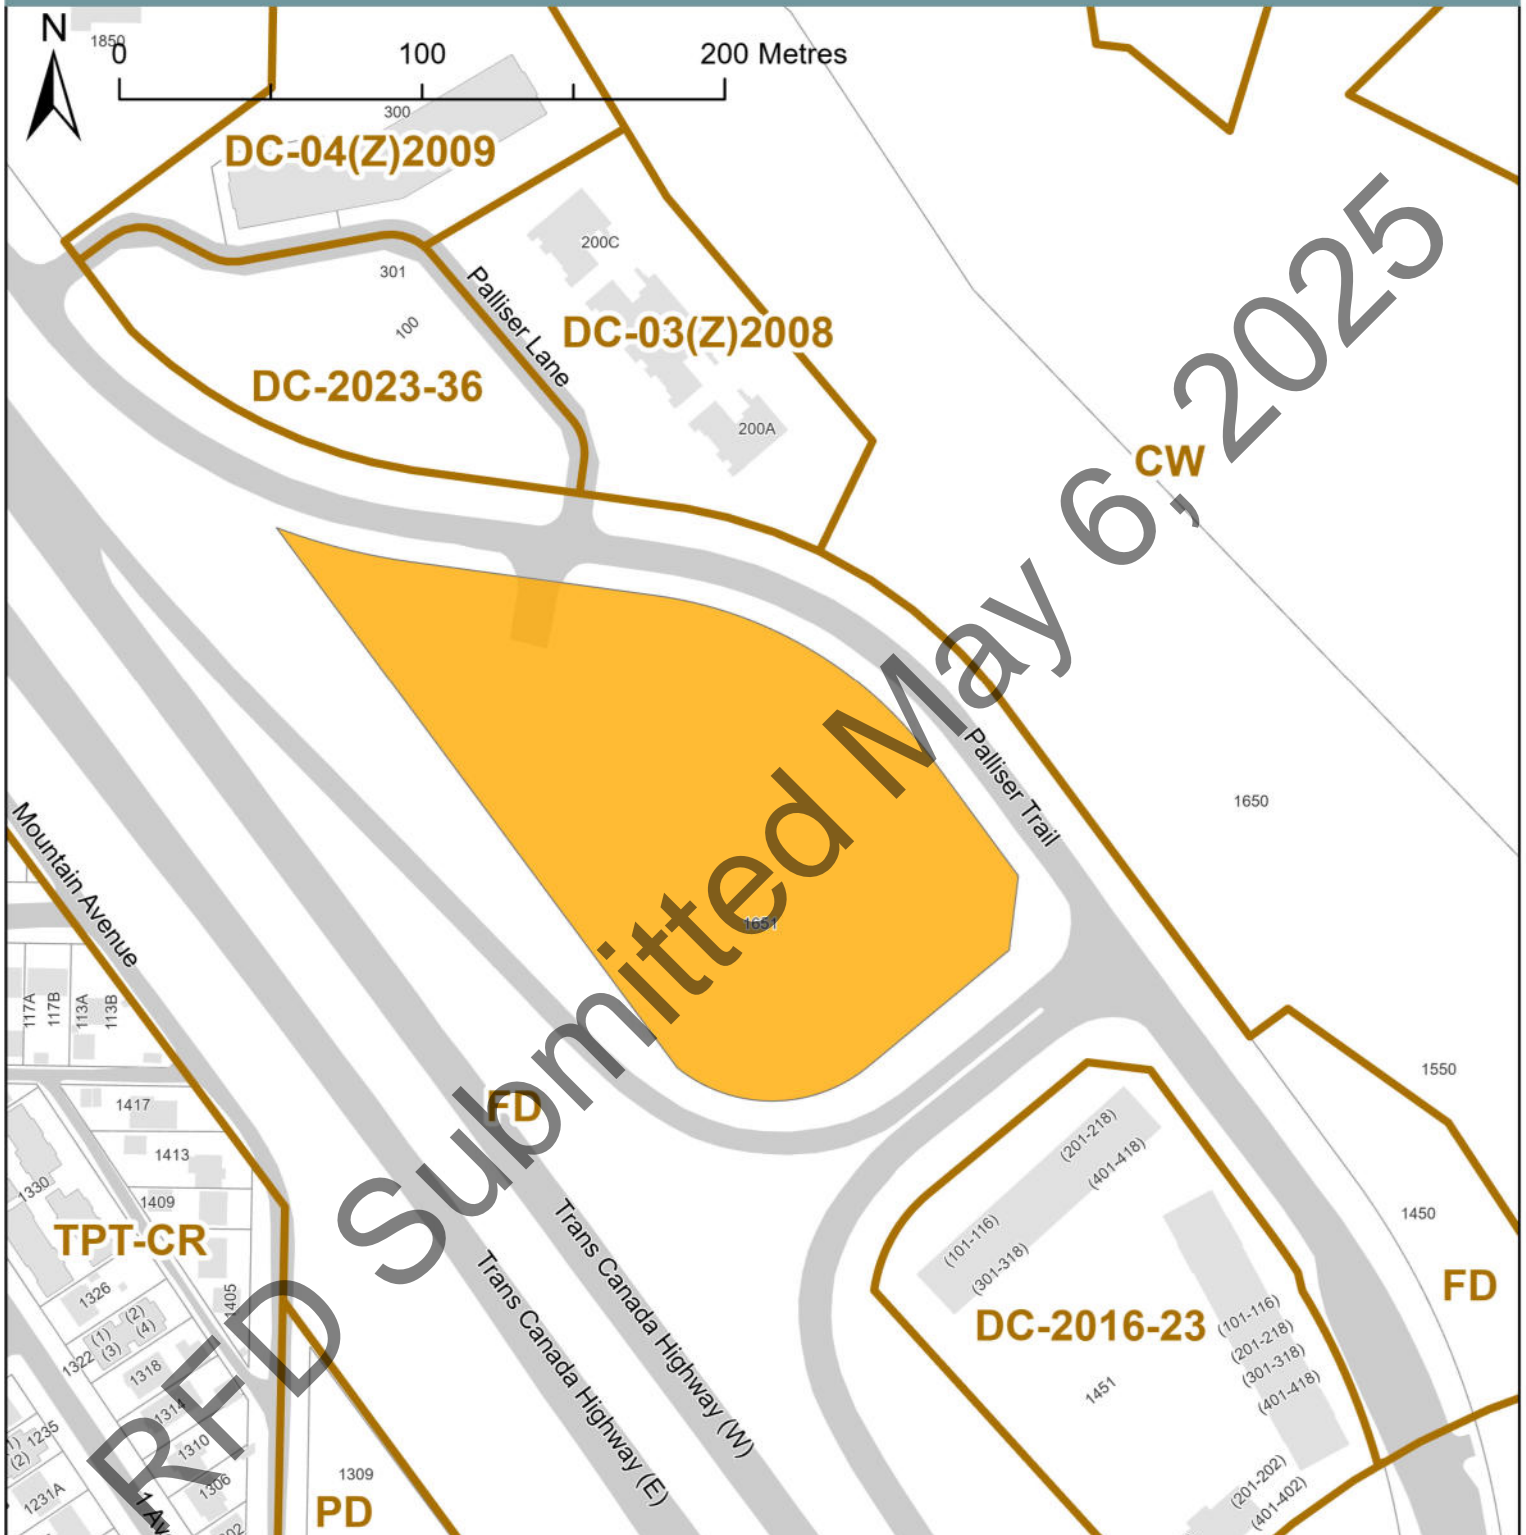 N
1850
0 100 200 Metres
300
DC-04(Z)2009
200C
301
Palliser Lane
100
DC-03(Z)2008
DC-2023-36
200A
CW
RFD Submitted May 6, 2025
Palliser Trail
1650
Mountain Avenue
1651
117A
117B
113A
113B
1550
FD
1417
(201-218)
(401-418)
1413
1330
1409
1450
TPT-CR
(101-116)
(301-318)
Trans Canada Highway (W)
Trans Canada Highway (E)
FD
1326
1405
DC-2016-23
(101-116)
(201-218)
(301-318)
(401-418)
1322
(1)
(2)
(3)
(4)
1318
1451
1314
1235
(2)
1310
1309
1306
1231A
(201-202)
(401-402)
PD